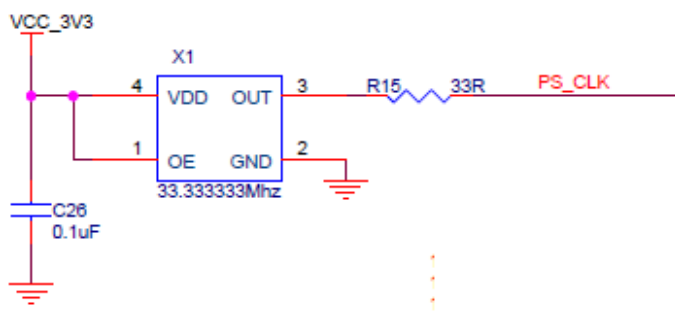 VCC_3V3
X1
4 VDD OUT 3 R15 33R PS_CLK
1 OE GND 2
33.333333Mhz
C26
0.1uF